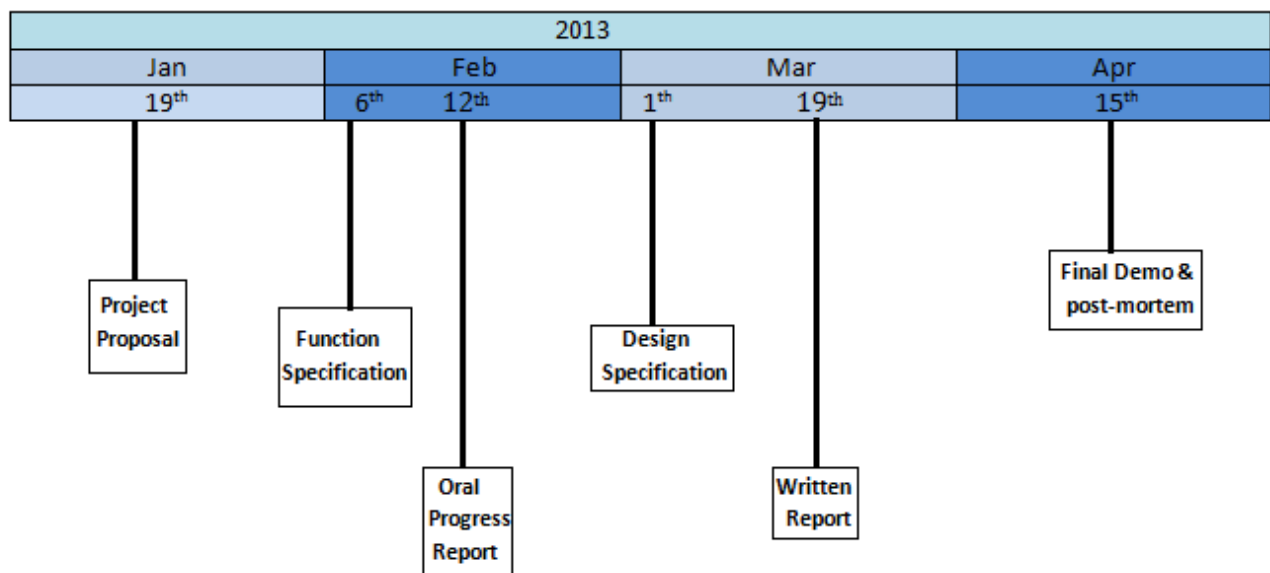 2013
Jan Feb Mar Apr
19th 6th 12th 1th 19th 15th
Project
Proposal
Function
Specification
Oral
Progress
Report
Design
Specification
Written
Report
Final Demo &
post-mortem